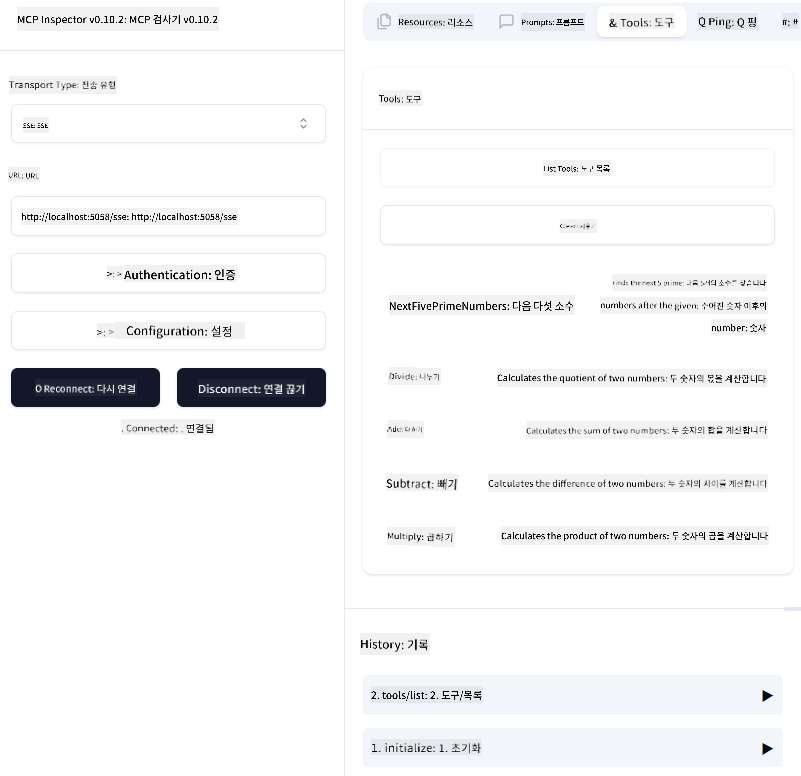 MCP Inspector v0.10.2: MCP 검사기 v0.10.2
Transport Type: 전송 유형
SSE: SSE
URL: URL
http://localhost:5058/sse: http://localhost:5058/sse
>: > Authentication: 인증
>: > Configuration: 설정
O Reconnect: 다시 연결
Disconnect: 연결 끊기
. Connected: . 연결됨
Resources: 리소스
Prompts: 프롬프트
& Tools: 도구
Q Ping: Q 핑
#: #
Tools: 도구
List Tools: 도구 목록
Clear: 지우기
NextFivePrimeNumbers: 다음 다섯 소수
Finds the next 5 prime: 다음 5개의 소수를 찾습니다
numbers after the given: 주어진 숫자 이후의
number: 숫자
Divide: 나누기
Calculates the quotient of two numbers: 두 숫자의 몫을 계산합니다
Add: 더하기
Calculates the sum of two numbers: 두 숫자의 합을 계산합니다
Subtract: 빼기
Calculates the difference of two numbers: 두 숫자의 차이를 계산합니다
Multiply: 곱하기
Calculates the product of two numbers: 두 숫자의 곱을 계산합니다
History: 기록
2. tools/list: 2. 도구/목록
1. initialize: 1. 초기화